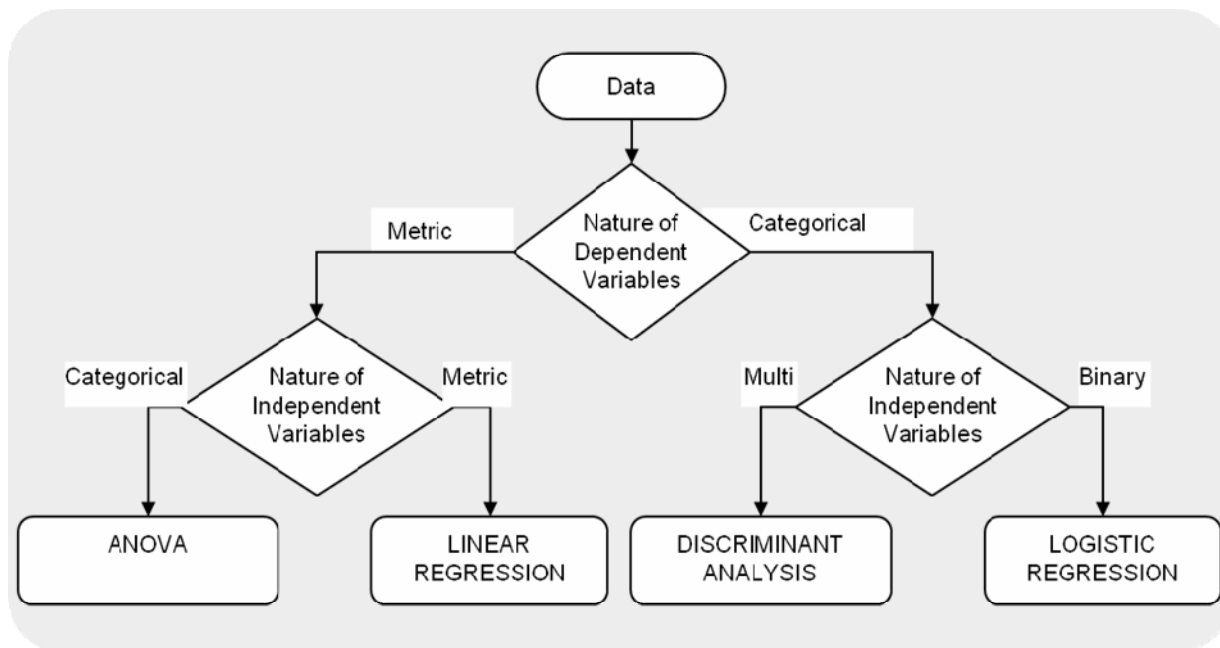 Data
Metric
Nature of
Dependent
Variables
Categorical
Categorical
Nature of
Independent
Variables
Metric
Multi
Nature of
Independent
Variables
Binary
ANOVA
LINEAR
REGRESSION
DISCRIMINANT
ANALYSIS
LOGISTIC
REGRESSION